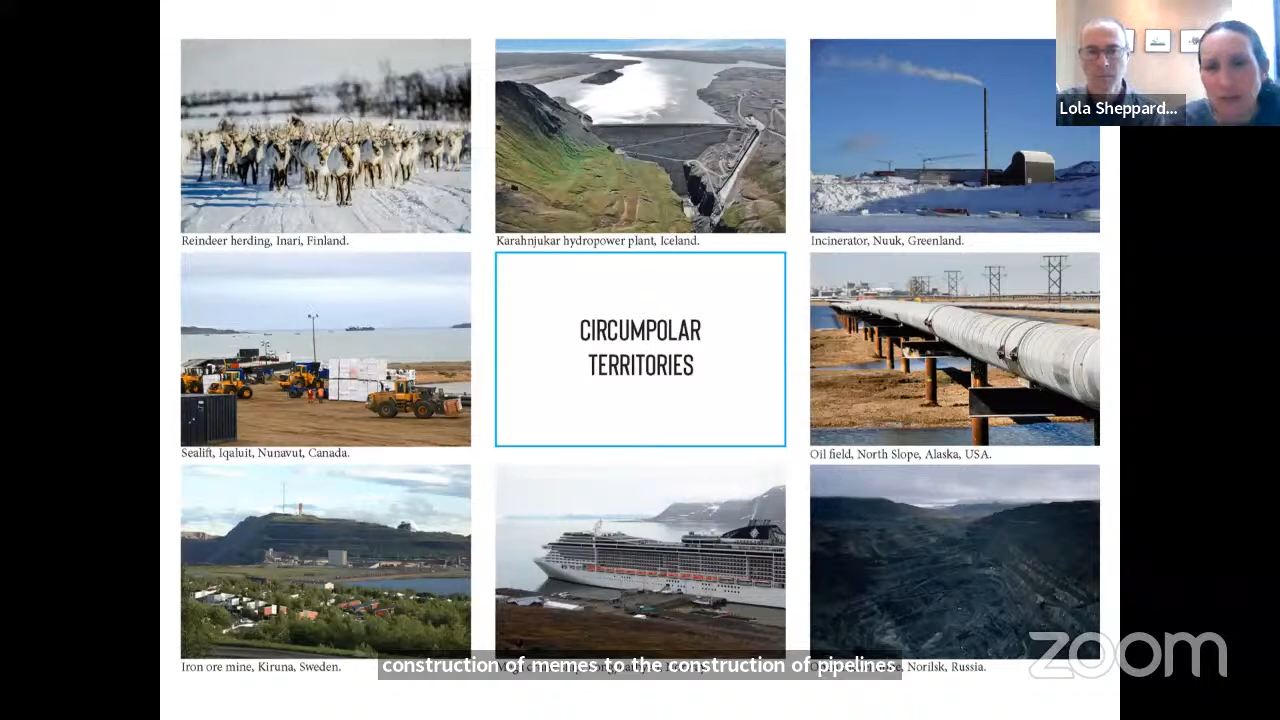 Lola Sheppard...
Reindeer herding, Inari, Finland.
Karahnjukar hydropower plant, Iceland.
Incinerator, Nuuk, Greenland.
CIRCUMPOLAR
TERRITORIES
Sealift, Iqaluit, Nunavut, Canada.
Oil field, North Slope, Alaska, USA.
Iron ore mine, Kiruna, Sweden.
construction of memes to the construction of pipelines
, Norilsk, Russia.
zoom